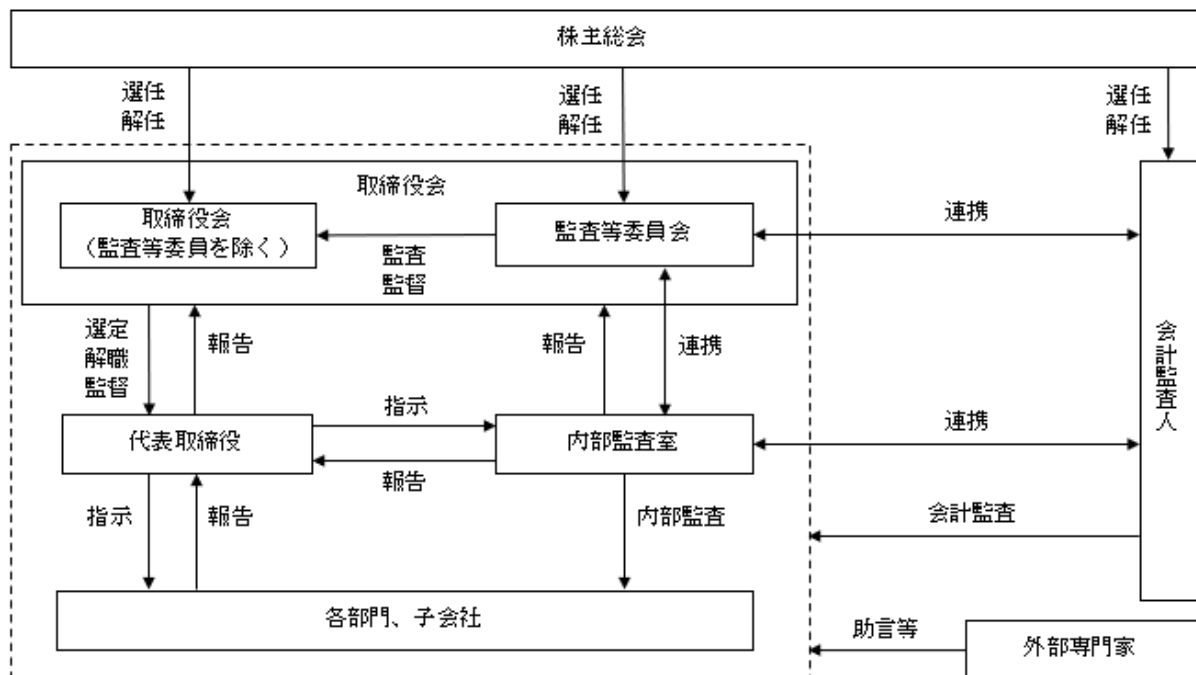 株主総会
選任
解任
選任
解任
選任
解任
取締役会
取締役会
（監査等委員を除く）
監査等委員会
連携
監査
監督
選定
解職
監督
報告
報告
連携
会計監査人
指示
代表取締役
内部監査室
連携
報告
指示
報告
内部監査
会計監査
各部門、子会社
助言等
外部専門家